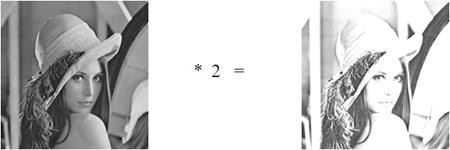 * 2 =